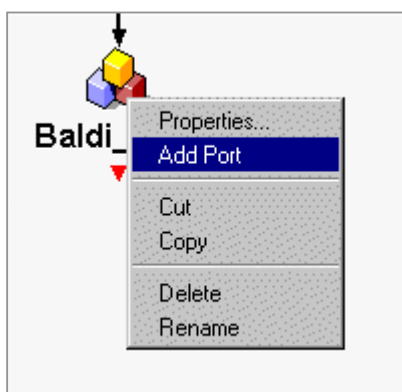 Baldi_
Properties...
Add Port
Cut
Copy
Delete
Rename